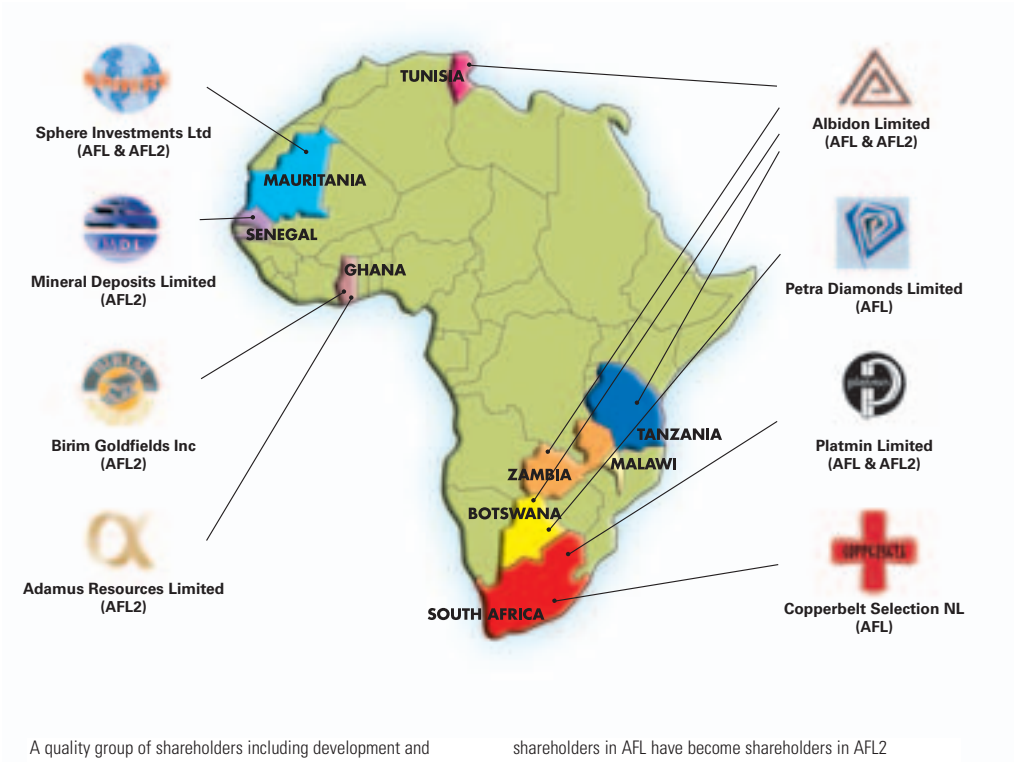 TUNISIA
MAURITANIA
SENEGAL
GHANA
TANZANIA
MALAWI
ZAMBIA
BOTSWANA
SOUTH AFRICA
Sphere Investments Ltd
(AFL & AFL2)
MDL
Mineral Deposits Limited
(AFL2)
BIRIM
Birim Goldfields Inc
(AFL2)
Adamus Resources Limited
(AFL2)
Albidon Limited
(AFL & AFL2)
Petra Diamonds Limited
(AFL)
platmin
Platmin Limited
(AFL & AFL2)
Copperbelt Selection NL
(AFL)
A quality group of shareholders including development and
shareholders in AFL have become shareholders in AFL2